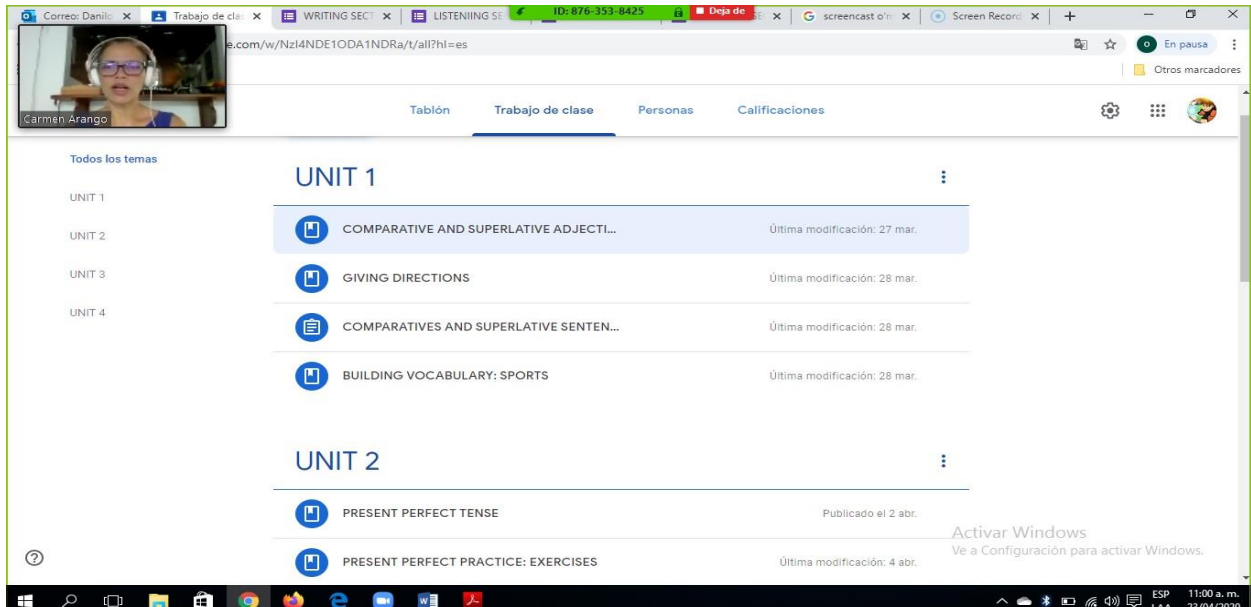 Correo: Danilo
Trabajo de clas
WRITING SECT
LISTENIING SE
ID: 876-353-8425
Deja de
screencast o'm
Screen Record
e.com/w/NzI4NDE1ODA1NDRa/t/all?hl=es
En pausa
Otros marcadores
Carmen Arango
Tablón Trabajo de clase Personas Calificaciones
Todos los temas
UNIT 1
UNIT 2
UNIT 3
UNIT 4
UNIT 1
COMPARATIVE AND SUPERLATIVE ADJECTI... Última modificación: 27 mar.
GIVING DIRECTIONS Última modificación: 28 mar.
COMPARATIVES AND SUPERLATIVE SENTEN... Última modificación: 28 mar.
BUILDING VOCABULARY: SPORTS Última modificación: 28 mar.
UNIT 2
PRESENT PERFECT TENSE Publicado el 2 abr.
PRESENT PERFECT PRACTICE: EXERCISES Última modificación: 4 abr.
Activar Windows
Ve a Configuración para activar Windows.
ESP 11:00 a. m.
LAA 23/04/2020